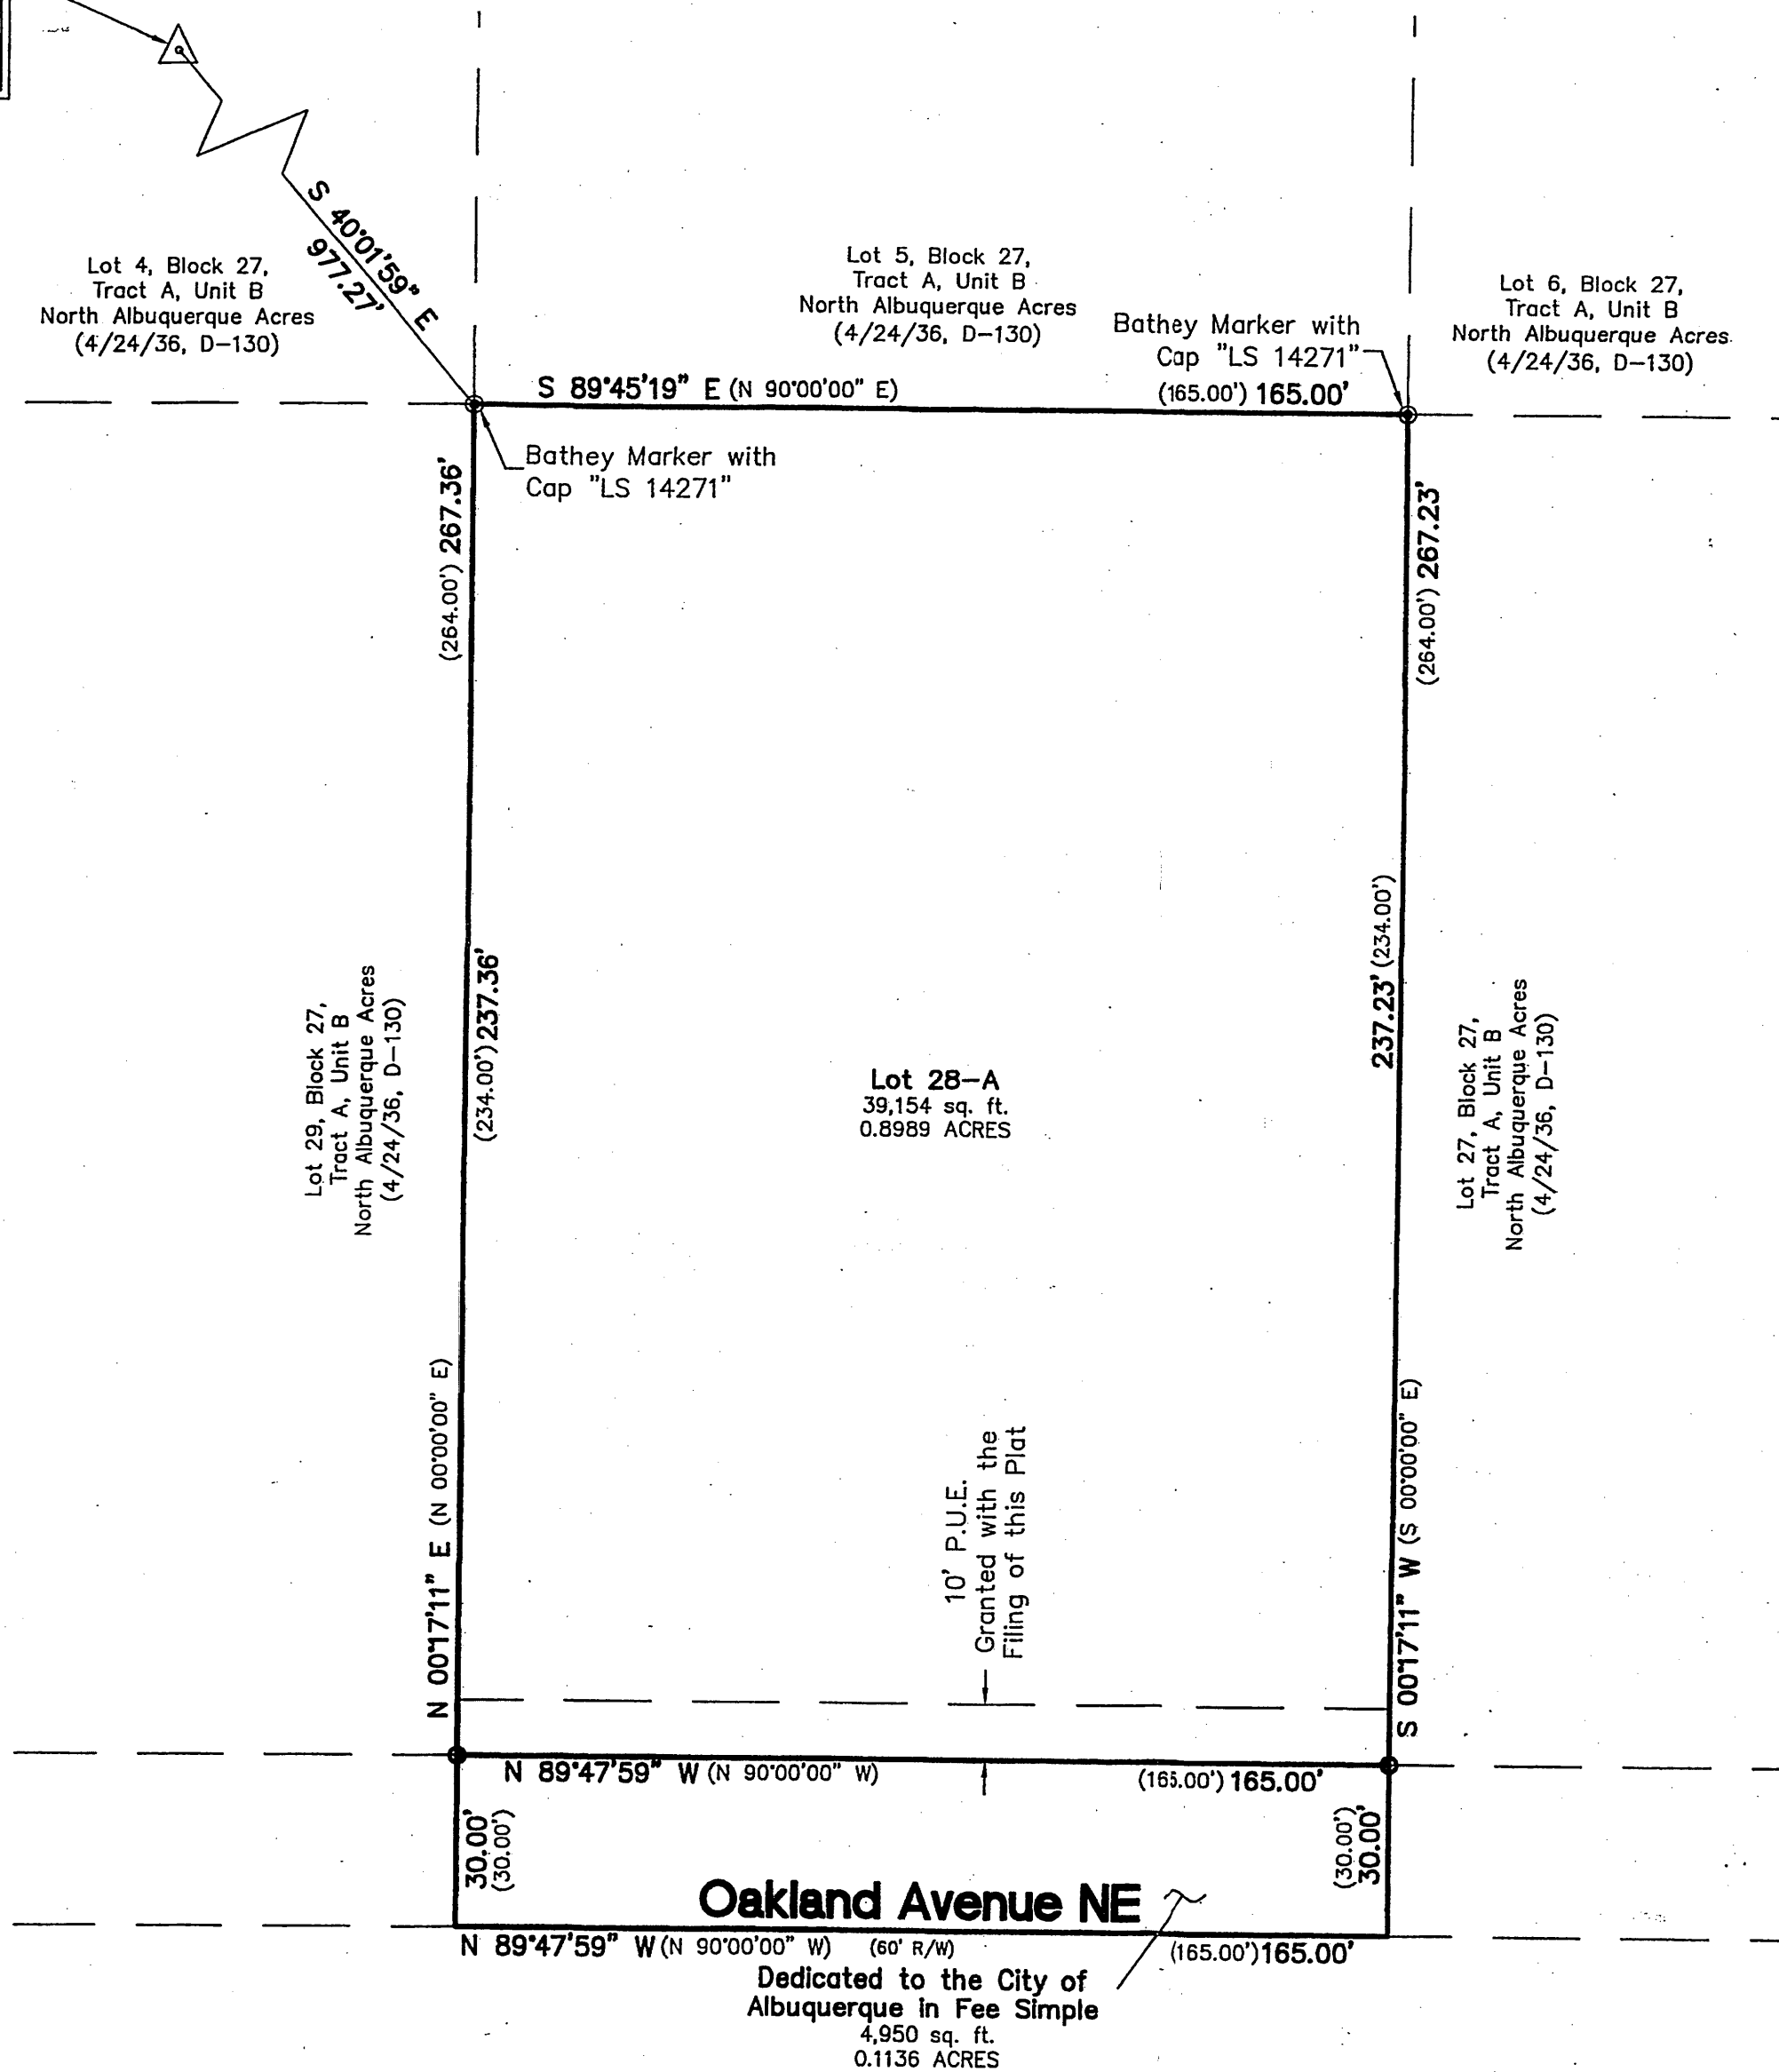 S 40°01'59" E
977.27'
Lot 4, Block 27,
Tract A, Unit B
North Albuquerque Acres
(4/24/36, D-130)
Lot 5, Block 27,
Tract A, Unit B
North Albuquerque Acres
(4/24/36, D-130)
Lot 6, Block 27,
Tract A, Unit B
North Albuquerque Acres
(4/24/36, D-130)
Bathey Marker with
Cap "LS 14271"
S 89°45'19" E (N 90°00'00" E)
(165.00') 165.00'
Bathey Marker with
Cap "LS 14271"
(264.00') 267.36'
(264.00') 267.23'
(234.00') 237.36'
237.23' (234.00')
Lot 29, Block 27,
Tract A, Unit B
North Albuquerque Acres
(4/24/36, D-130)
Lot 28-A
39,154 sq. ft.
0.8989 ACRES
Lot 27, Block 27,
Tract A, Unit B
North Albuquerque Acres
(4/24/36, D-130)
N 00°17'11" E (N 00°00'00" E)
10' P.U.E.
Granted with the
Filing of this Plat
S 00°17'11" W (S 00°00'00" E)
N 89°47'59" W (N 90°00'00" W)
(165.00') 165.00'
30.00'
(30.00')
(30.00')
30.00'
Oakland Avenue NE
N 89°47'59" W (N 90°00'00" W) (60' R/W)
(165.00') 165.00'
Dedicated to the City of
Albuquerque in Fee Simple
4,950 sq. ft.
0.1136 ACRES